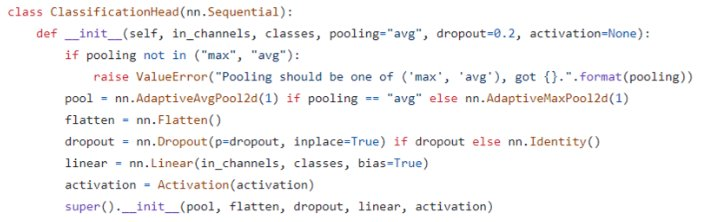 class ClassificationHead(nn.Sequential):
    def __init__(self, in_channels, classes, pooling="avg", dropout=0.2, activation=None):
        if pooling not in ("max", "avg"):
            raise ValueError("Pooling should be one of ('max', 'avg'), got {}.".format(pooling))
        pool = nn.AdaptiveAvgPool2d(1) if pooling == "avg" else nn.AdaptiveMaxPool2d(1)
        flatten = nn.Flatten()
        dropout = nn.Dropout(p=dropout, inplace=True) if dropout else nn.Identity()
        linear = nn.Linear(in_channels, classes, bias=True)
        activation = Activation(activation)
        super().__init__(pool, flatten, dropout, linear, activation)